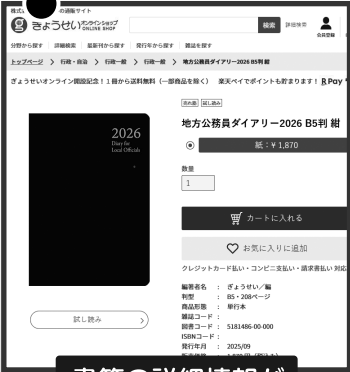 株式 の通販サイト
ぎょうせい オンラインショップ
ONLINE SHOP
検索 詳細検索
会員登録
分野から探す 詳細検索 最新刊から探す 発行年から探す 雑誌を探す
トップページ > 行政・自治 > 行政一般 > 行政一般 > 地方公務員ダイアリー2026 B5判 紺
ぎょうせいオンライン開設記念！１冊から送料無料（一部商品を除く） 楽天ペイでポイントも貯まります！ R Pay
売れ筋 試し読み
地方公務員ダイアリー2026 B5判 紺
2026
Diary for
Local Officials
紙：¥ 1,870
数量
1
カートに入れる
お気に入りに追加
クレジットカード払い・コンビニ支払い・請求書払い 対応
試し読み
編著者名 ： ぎょうせい／編
判型 ： B5・208ページ
商品形態 ： 単行本
雑誌コード ：
図書コード ： 5181486-00-000
ISBNコード ：
発行年月 ： 2025/09